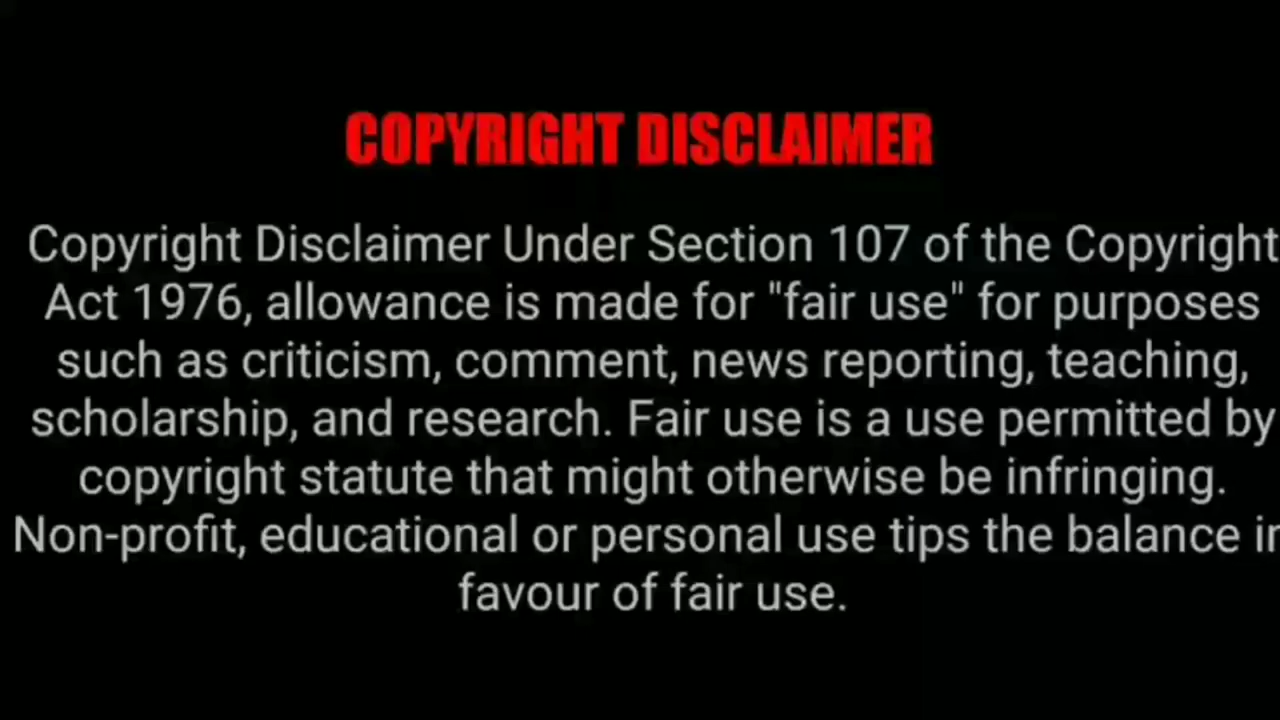 COPYRIGHT DISCLAIMER
Copyright Disclaimer Under Section 107 of the Copyright
Act 1976, allowance is made for "fair use" for purposes
such as criticism, comment, news reporting, teaching,
scholarship, and research. Fair use is a use permitted by
copyright statute that might otherwise be infringing.
Non-profit, educational or personal use tips the balance in
favour of fair use.